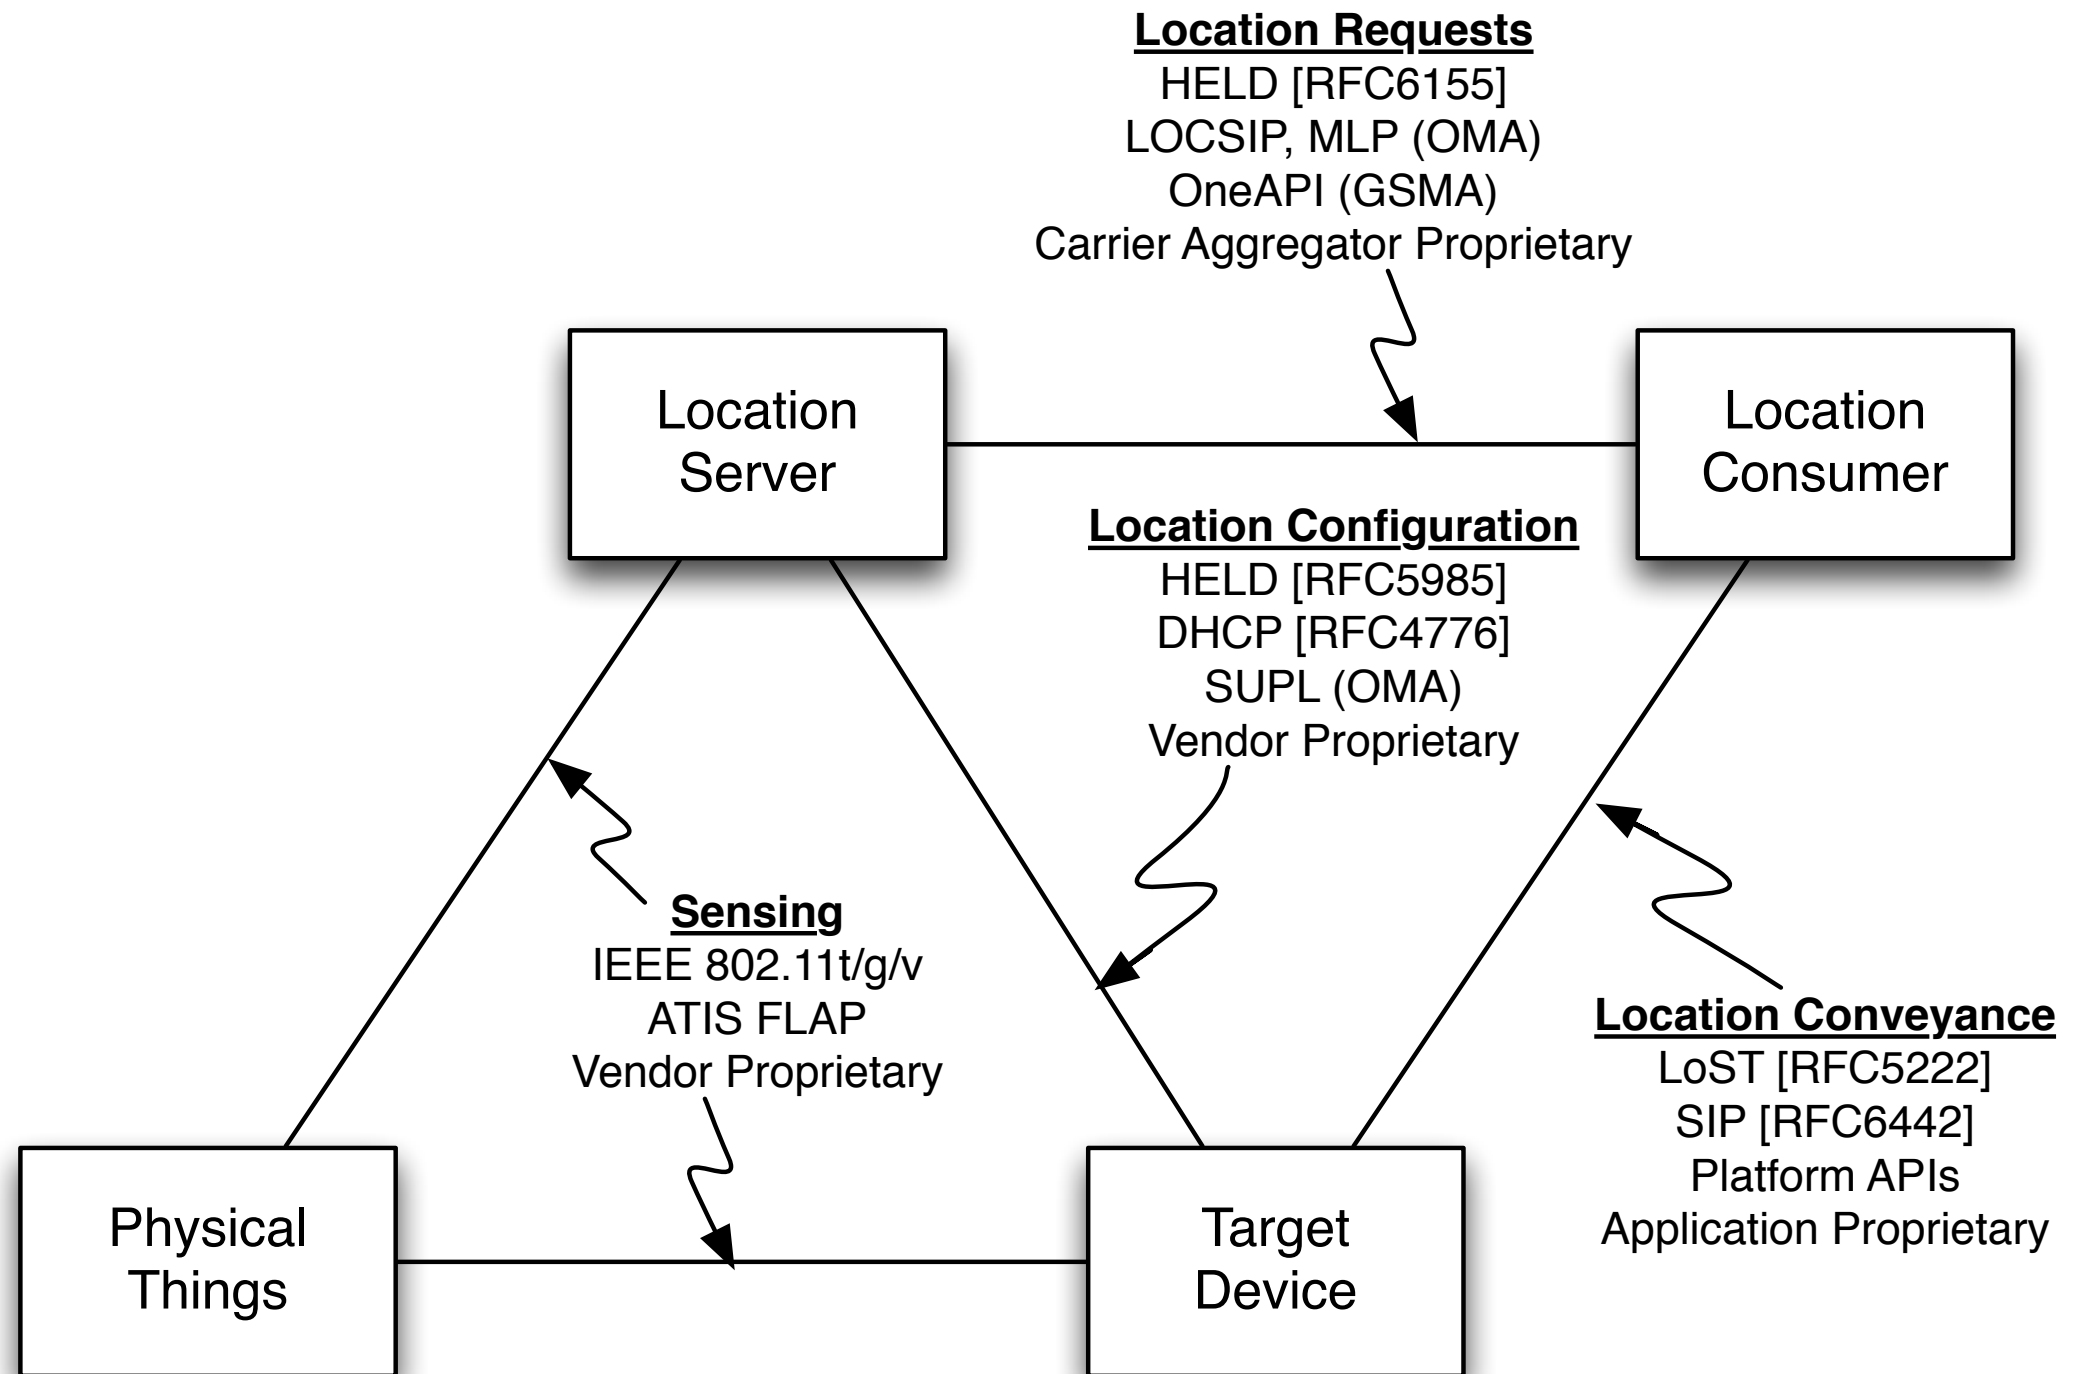 Location Requests
HELD [RFC6155]
LOCSIP, MLP (OMA)
OneAPI (GSMA)
Carrier Aggregator Proprietary
Location
Server
Location
Consumer
Location Configuration
HELD [RFC5985]
DHCP [RFC4776]
SUPL (OMA)
Vendor Proprietary
Sensing
IEEE 802.11t/g/v
ATIS FLAP
Vendor Proprietary
Location Conveyance
LoST [RFC5222]
SIP [RFC6442]
Platform APIs
Application Proprietary
Physical
Things
Target
Device